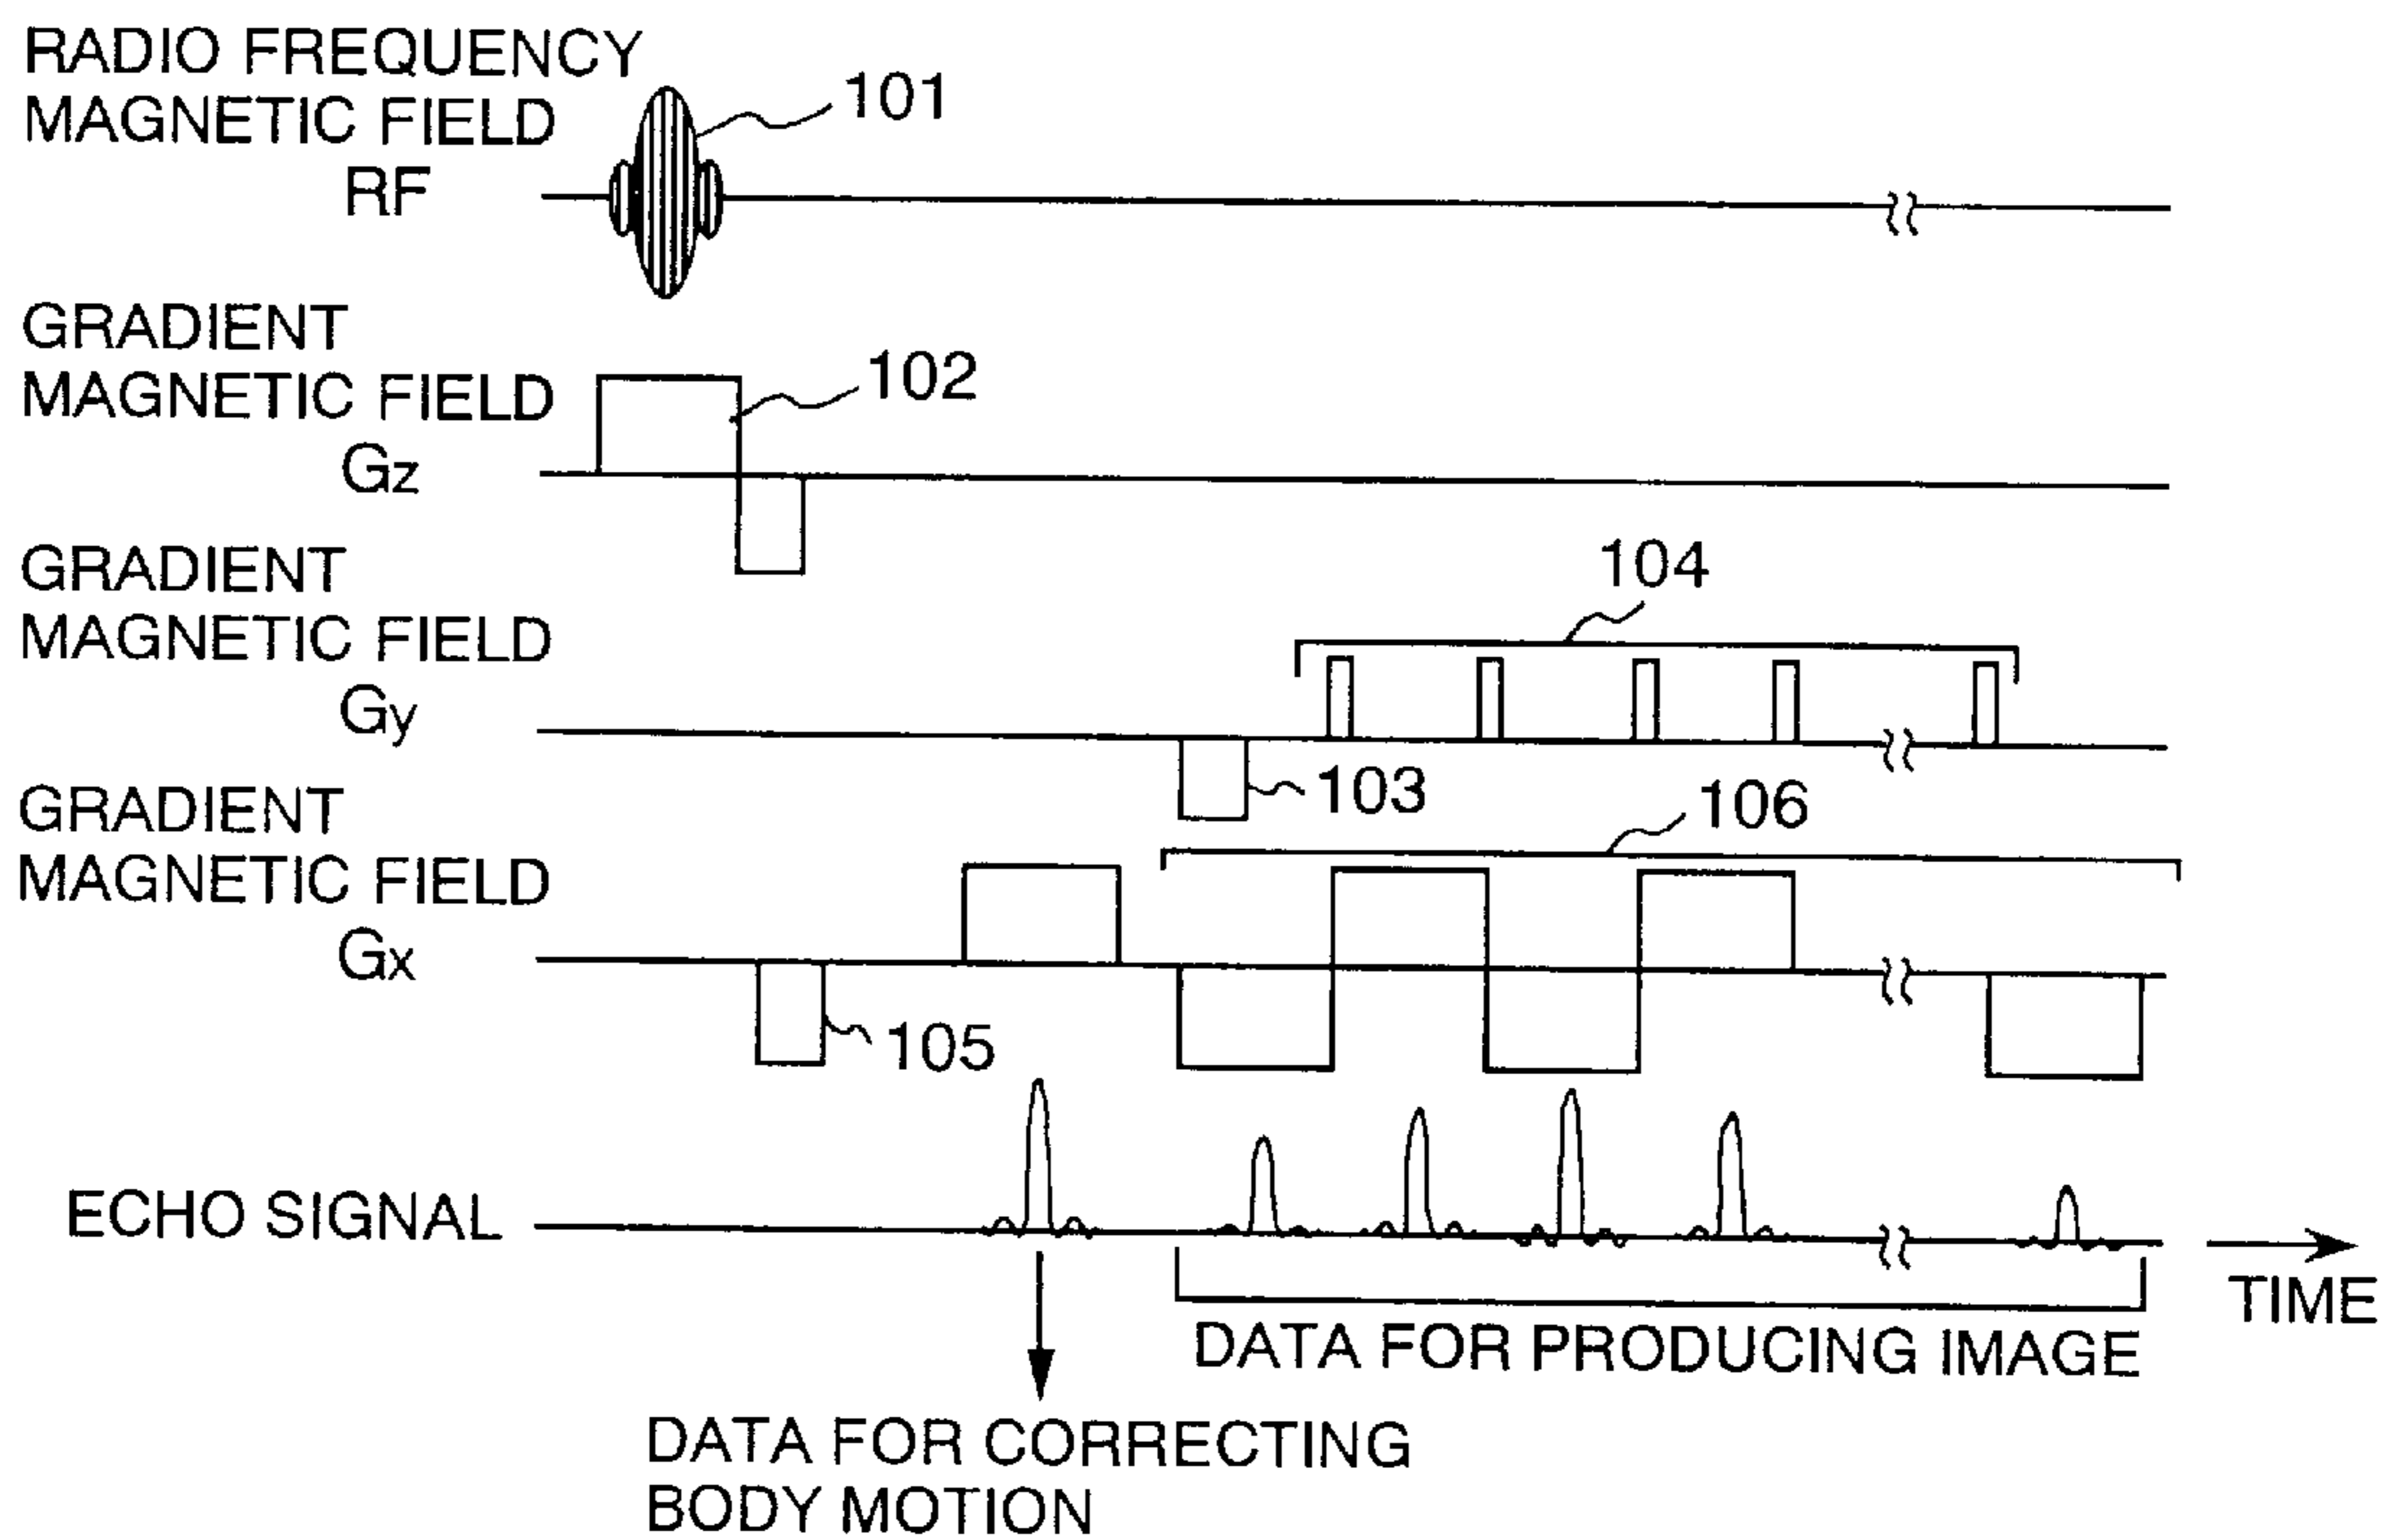 RADIO FREQUENCY
MAGNETIC FIELD
RF
101
GRADIENT
MAGNETIC FIELD
Gz
102
GRADIENT
MAGNETIC FIELD
Gy
104
103
GRADIENT
MAGNETIC FIELD
Gx
106
105
ECHO SIGNAL
TIME
DATA FOR PRODUCING IMAGE
DATA FOR CORRECTING
BODY MOTION